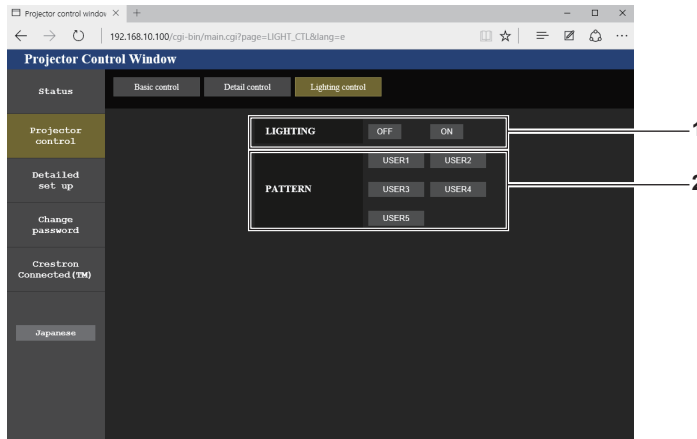 Projector control window
192.168.10.100/cgi-bin/main.cgi?page=LIGHT_CTL&lang=e
Projector Control Window
Status
Basic control
Detail control
Lighting control
Projector
control
LIGHTING
OFF
ON
1
PATTERN
USER1
USER2
USER3
USER4
USER5
2
Detailed
set up
Change
password
Crestron
Connected(TM)
Japanese